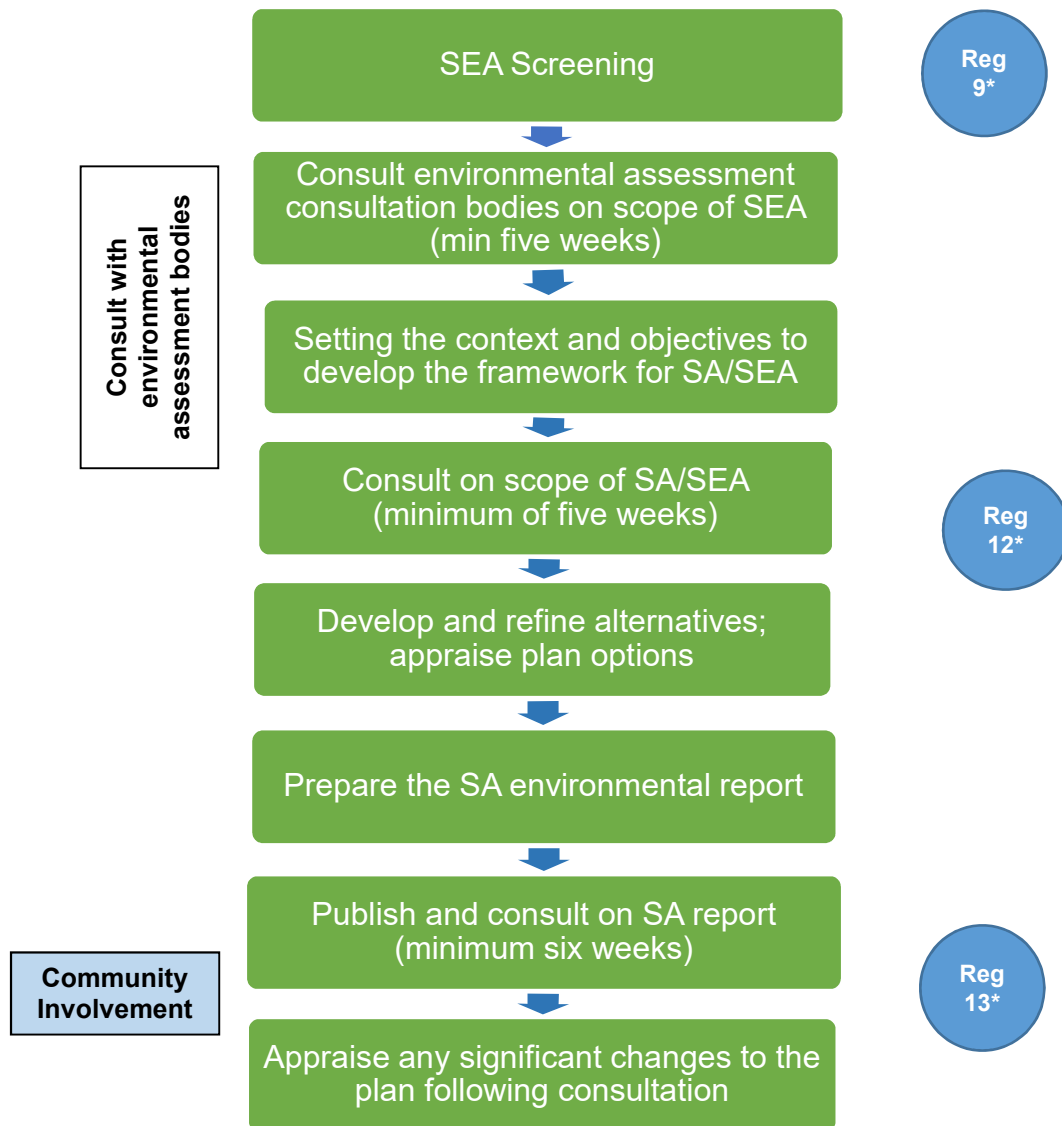 SEA Screening
Reg
9*
Consult with
environmental
assessment bodies
Consult environmental assessment
consultation bodies on scope of SEA
(min five weeks)
Setting the context and objectives to
develop the framework for SA/SEA
Consult on scope of SA/SEA
(minimum of five weeks)
Reg
12*
Develop and refine alternatives;
appraise plan options
Prepare the SA environmental report
Publish and consult on SA report
(minimum six weeks)
Community
Involvement
Reg
13*
Appraise any significant changes to the
plan following consultation